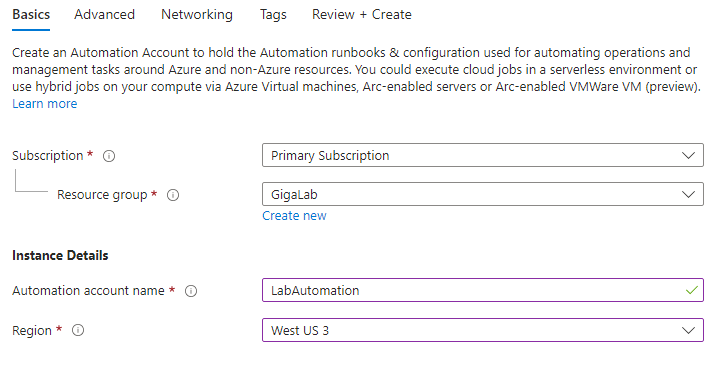 Basics Advanced Networking Tags Review + Create
Create an Automation Account to hold the Automation runbooks & configuration used for automating operations and
management tasks around Azure and non-Azure resources. You could execute cloud jobs in a serverless environment or
use hybrid jobs on your compute via Azure Virtual machines, Arc-enabled servers or Arc-enabled VMWare VM (preview).
Learn more
Subscription * Primary Subscription
Resource group * GigaLab
Create new
Instance Details
Automation account name * LabAutomation
Region * West US 3